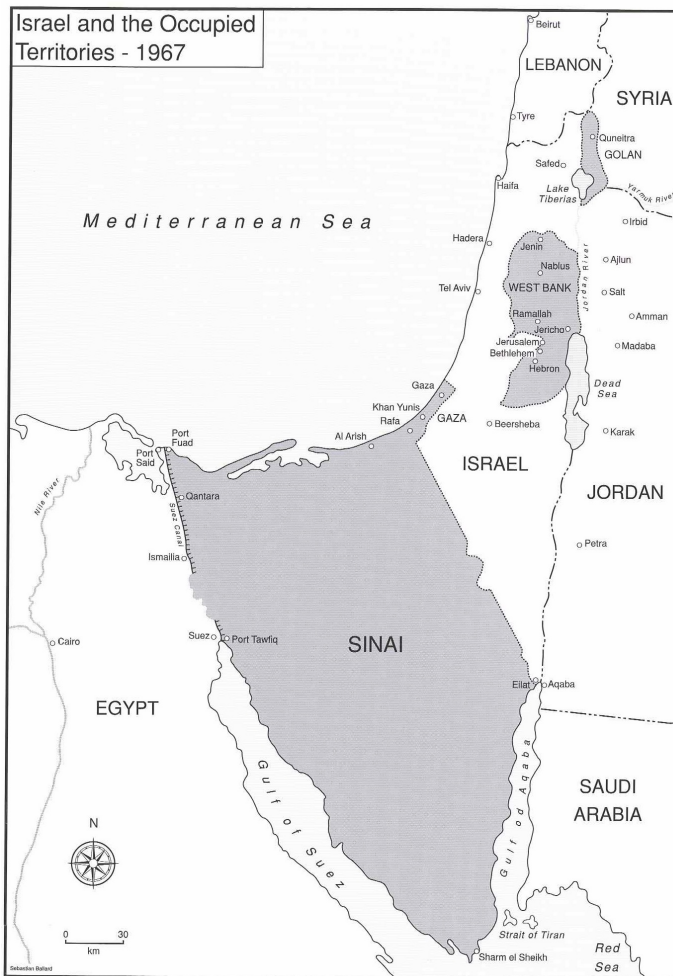 Israel and the Occupied
Territories - 1967
Beirut
LEBANON
SYRIA
Tyre
Quneitra
GOLAN
Safed
Haifa
Lake
Tiberias
Yarmuk River
Irbid
Mediterranean Sea
Hadera
Jenin
Jordan River
Ajlun
Nablus
Tel Aviv
WEST BANK
Salt
Ramallah
Amman
Jericho
Jerusalem
Madaba
Bethlehem
Hebron
Dead
Sea
Gaza
Khan Yunis
GAZA
Rafa
Beersheba
Karak
Al Arish
Port
Fuad
Port
Said
ISRAEL
JORDAN
Nile River
Qantara
Suez Canal
Ismailia
Petra
Suez
Port Tawfiq
SINAI
Cairo
Eilat
Aqaba
EGYPT
Gulf of Suez
Gulf od Aqaba
SAUDI
ARABIA
N
0 30
km
Strait of Tiran
Sharm el Sheikh
Red
Sea
Sebastian Ballard